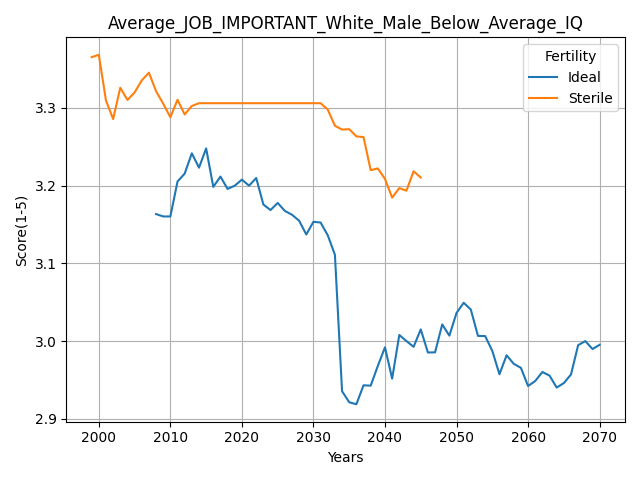 Average_JOB_IMPORTANT_White_Male_Below_Average_IQ
Fertility
Ideal
Sterile
Score(1-5)
3.3
3.2
3.1
3.0
2.9
2000 2010 2020 2030 2040 2050 2060 2070
Years